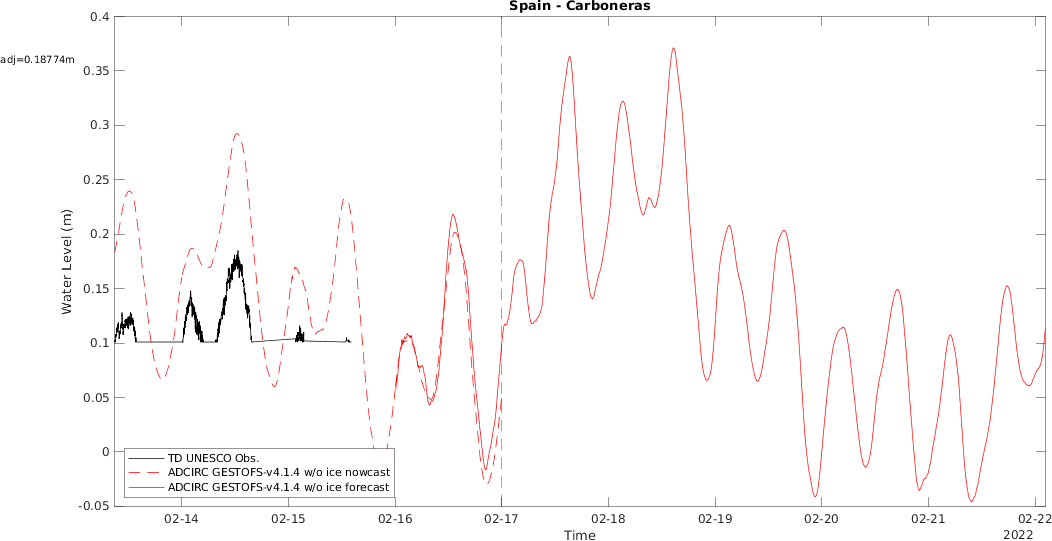 Spain - Carboneras
adj=0.18774m
0.4
0.35
0.3
0.25
0.2
0.15
0.1
0.05
0
-0.05
Water Level (m)
TD UNESCO Obs.
ADCIRC GESTOFS-v4.1.4 w/o ice nowcast
ADCIRC GESTOFS-v4.1.4 w/o ice forecast
02-14 02-15 02-16 02-17 02-18 02-19 02-20 02-21 02-22
Time
2022